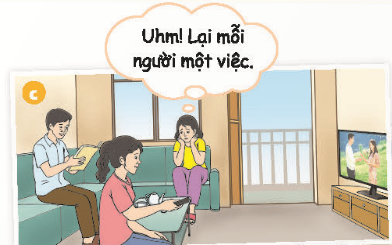 Uhm! Lại mỗi
người một việc.
c